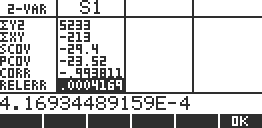 2-VAR S1
ΣY2 5233
ΣXY -213
SCOV -29.4
PCOV -23.52
CORR -.993811
RELERR .0004169
4.16934489159E-4
OK